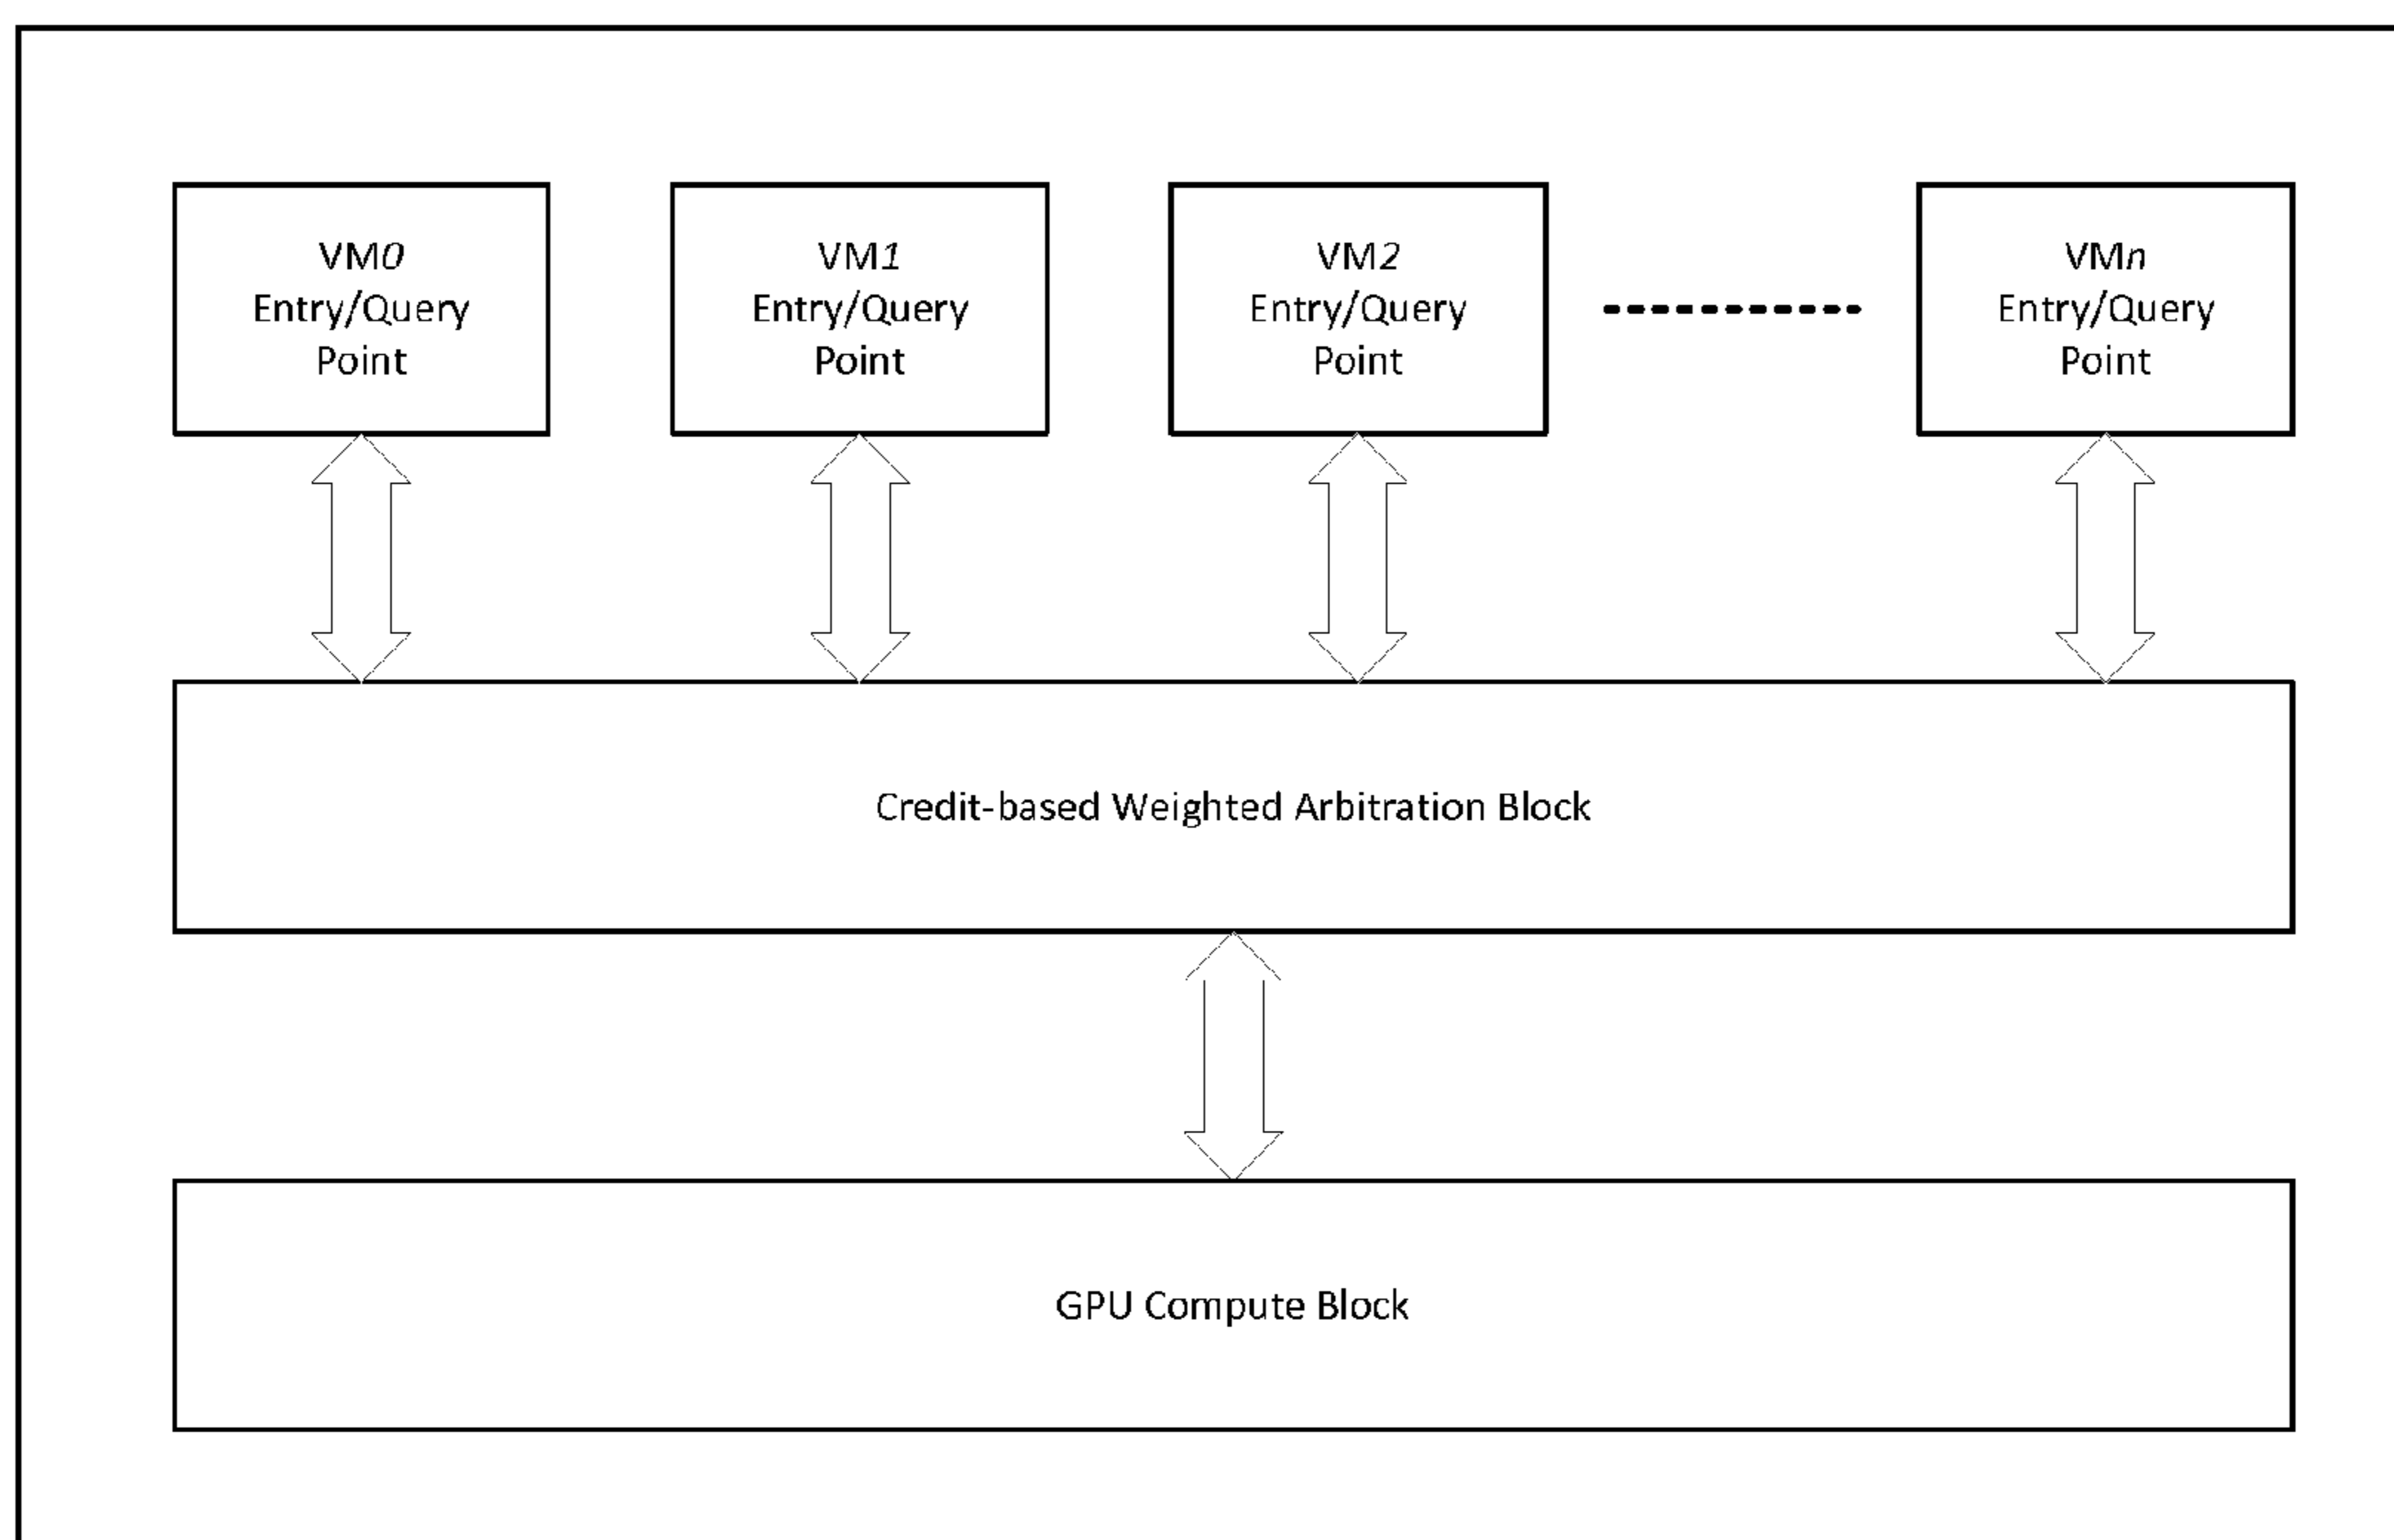 VM0
Entry/Query
Point
VM1
Entry/Query
Point
VM2
Entry/Query
Point
VMn
Entry/Query
Point
Credit-based Weighted Arbitration Block
GPU Compute Block